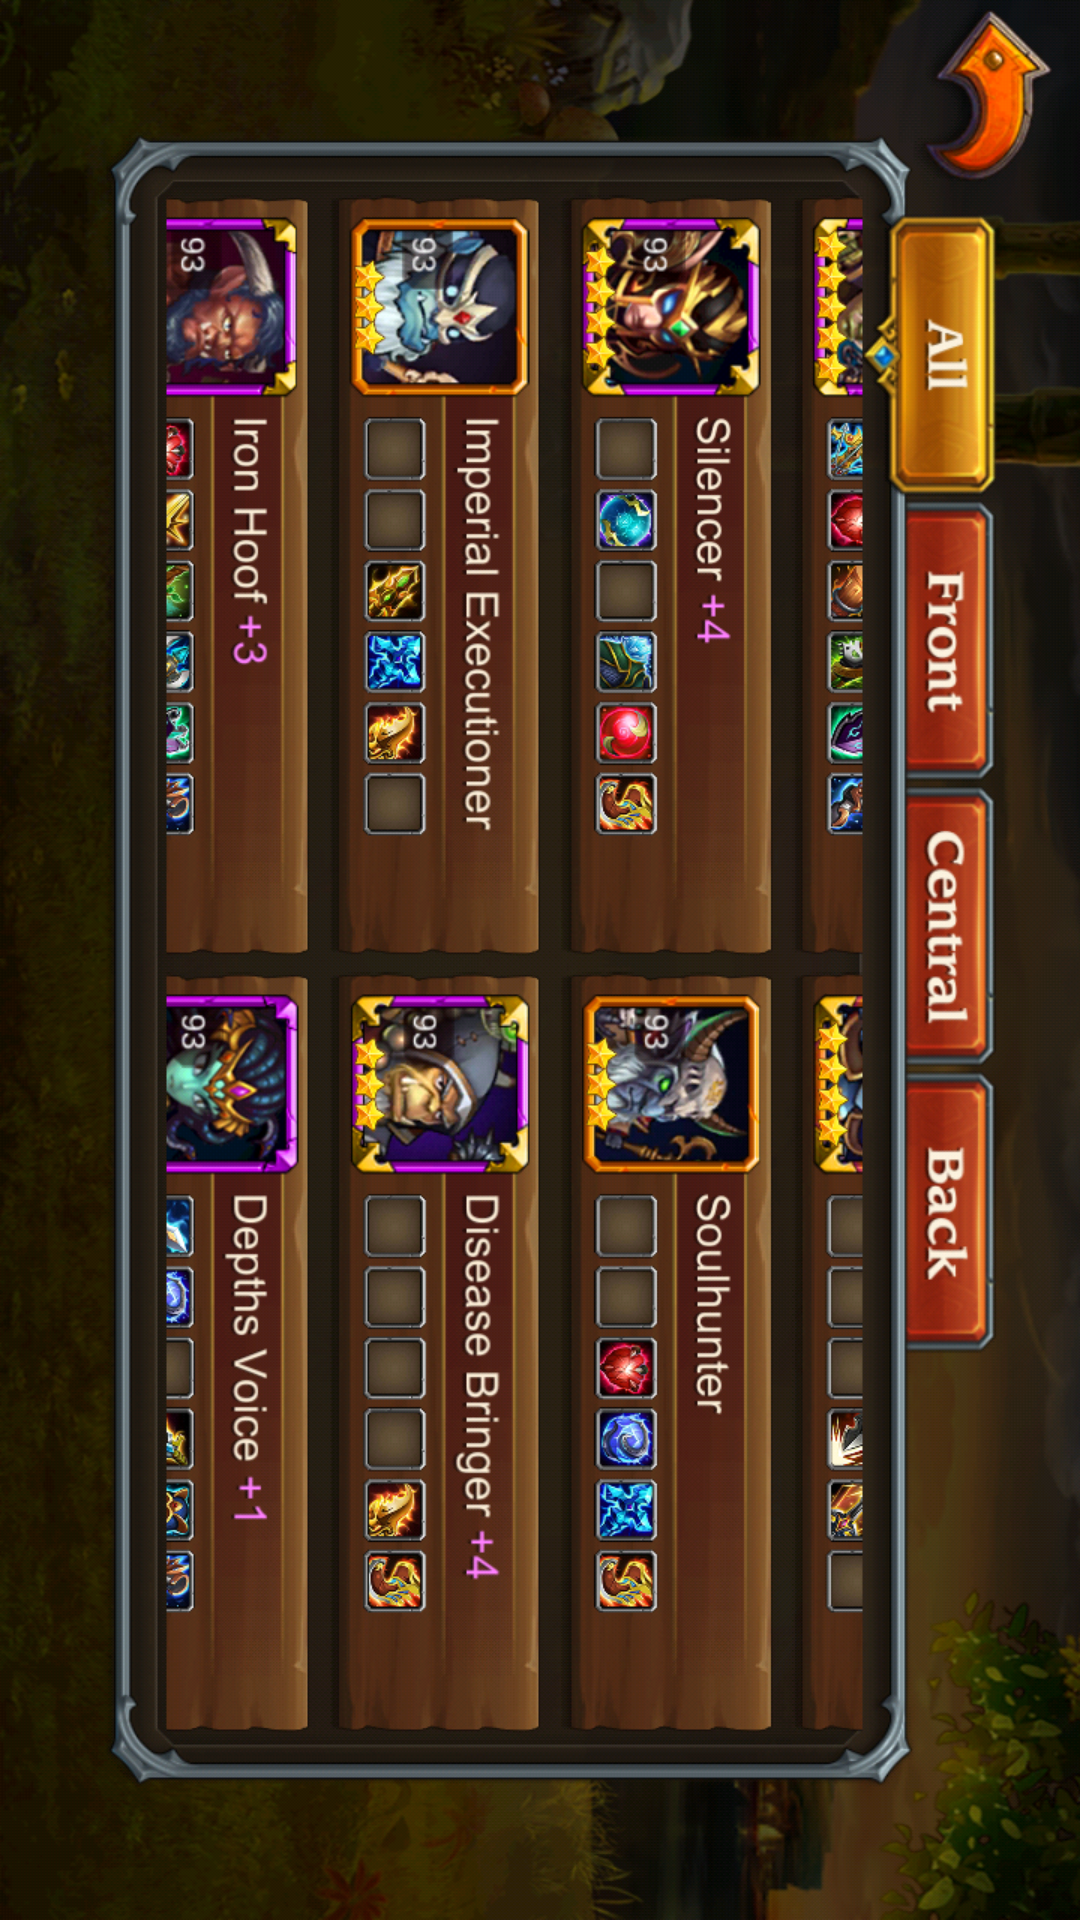 All
Front
Central
Back
93
Silencer +4
93
Soulhunter
93
Imperial Executioner
93
Disease Bringer +4
93
Iron Hoof +3
93
Depths Voice +1